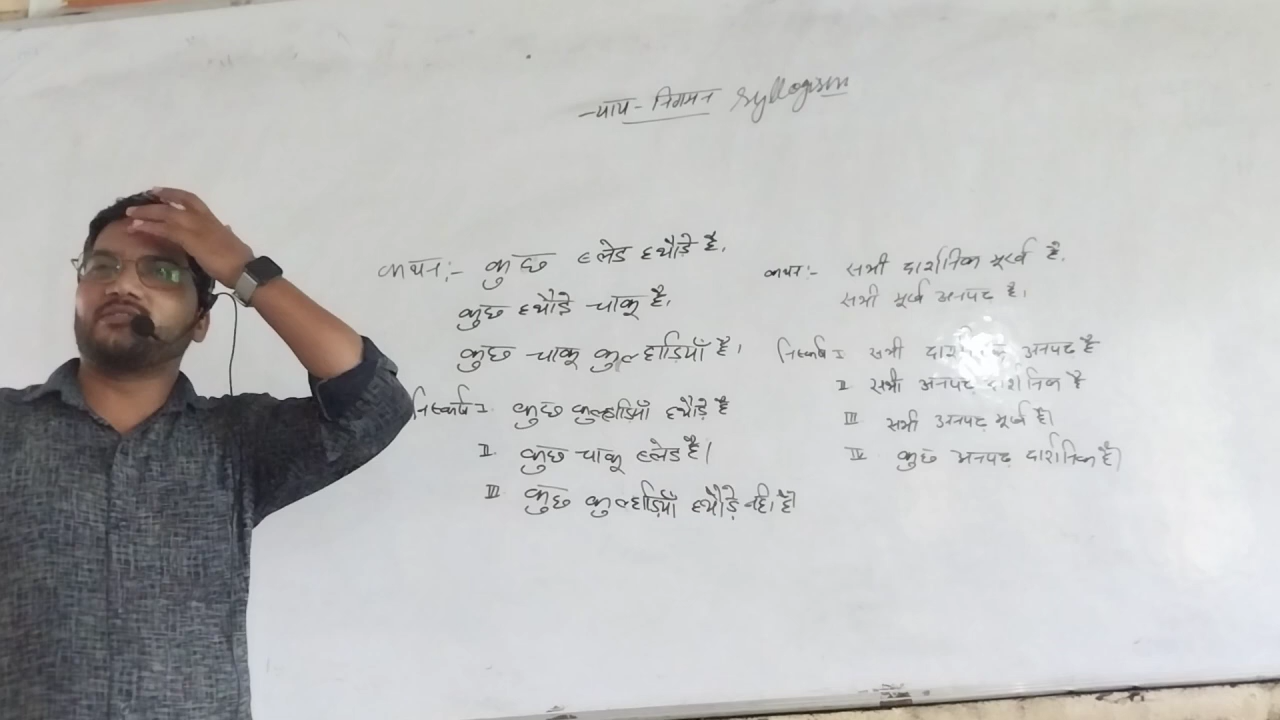 न्याय - निगमन Syllogism
कथन:- कुछ ब्लेड हथौड़े है.
कुछ हथौड़े चाकू है.
कुछ चाकू कुल्हाड़ियाँ है।
निष्कर्ष I कुछ कुल्हाड़ियाँ हथौड़े है
II कुछ चाकू ब्लेड है।
III कुछ कुल्हाड़ियाँ हथौड़े नही है।
कथन:- सभी दार्शनिक मूर्ख है.
सभी मूर्ख अनपढ है।
निष्कर्ष I सभी दार्शनिक अनपढ है
II सभी अनपढ दार्शनिक है
III सभी अनपढ़ मूर्ख है।
IV कुछ अनपढ़ दार्शनिक है।